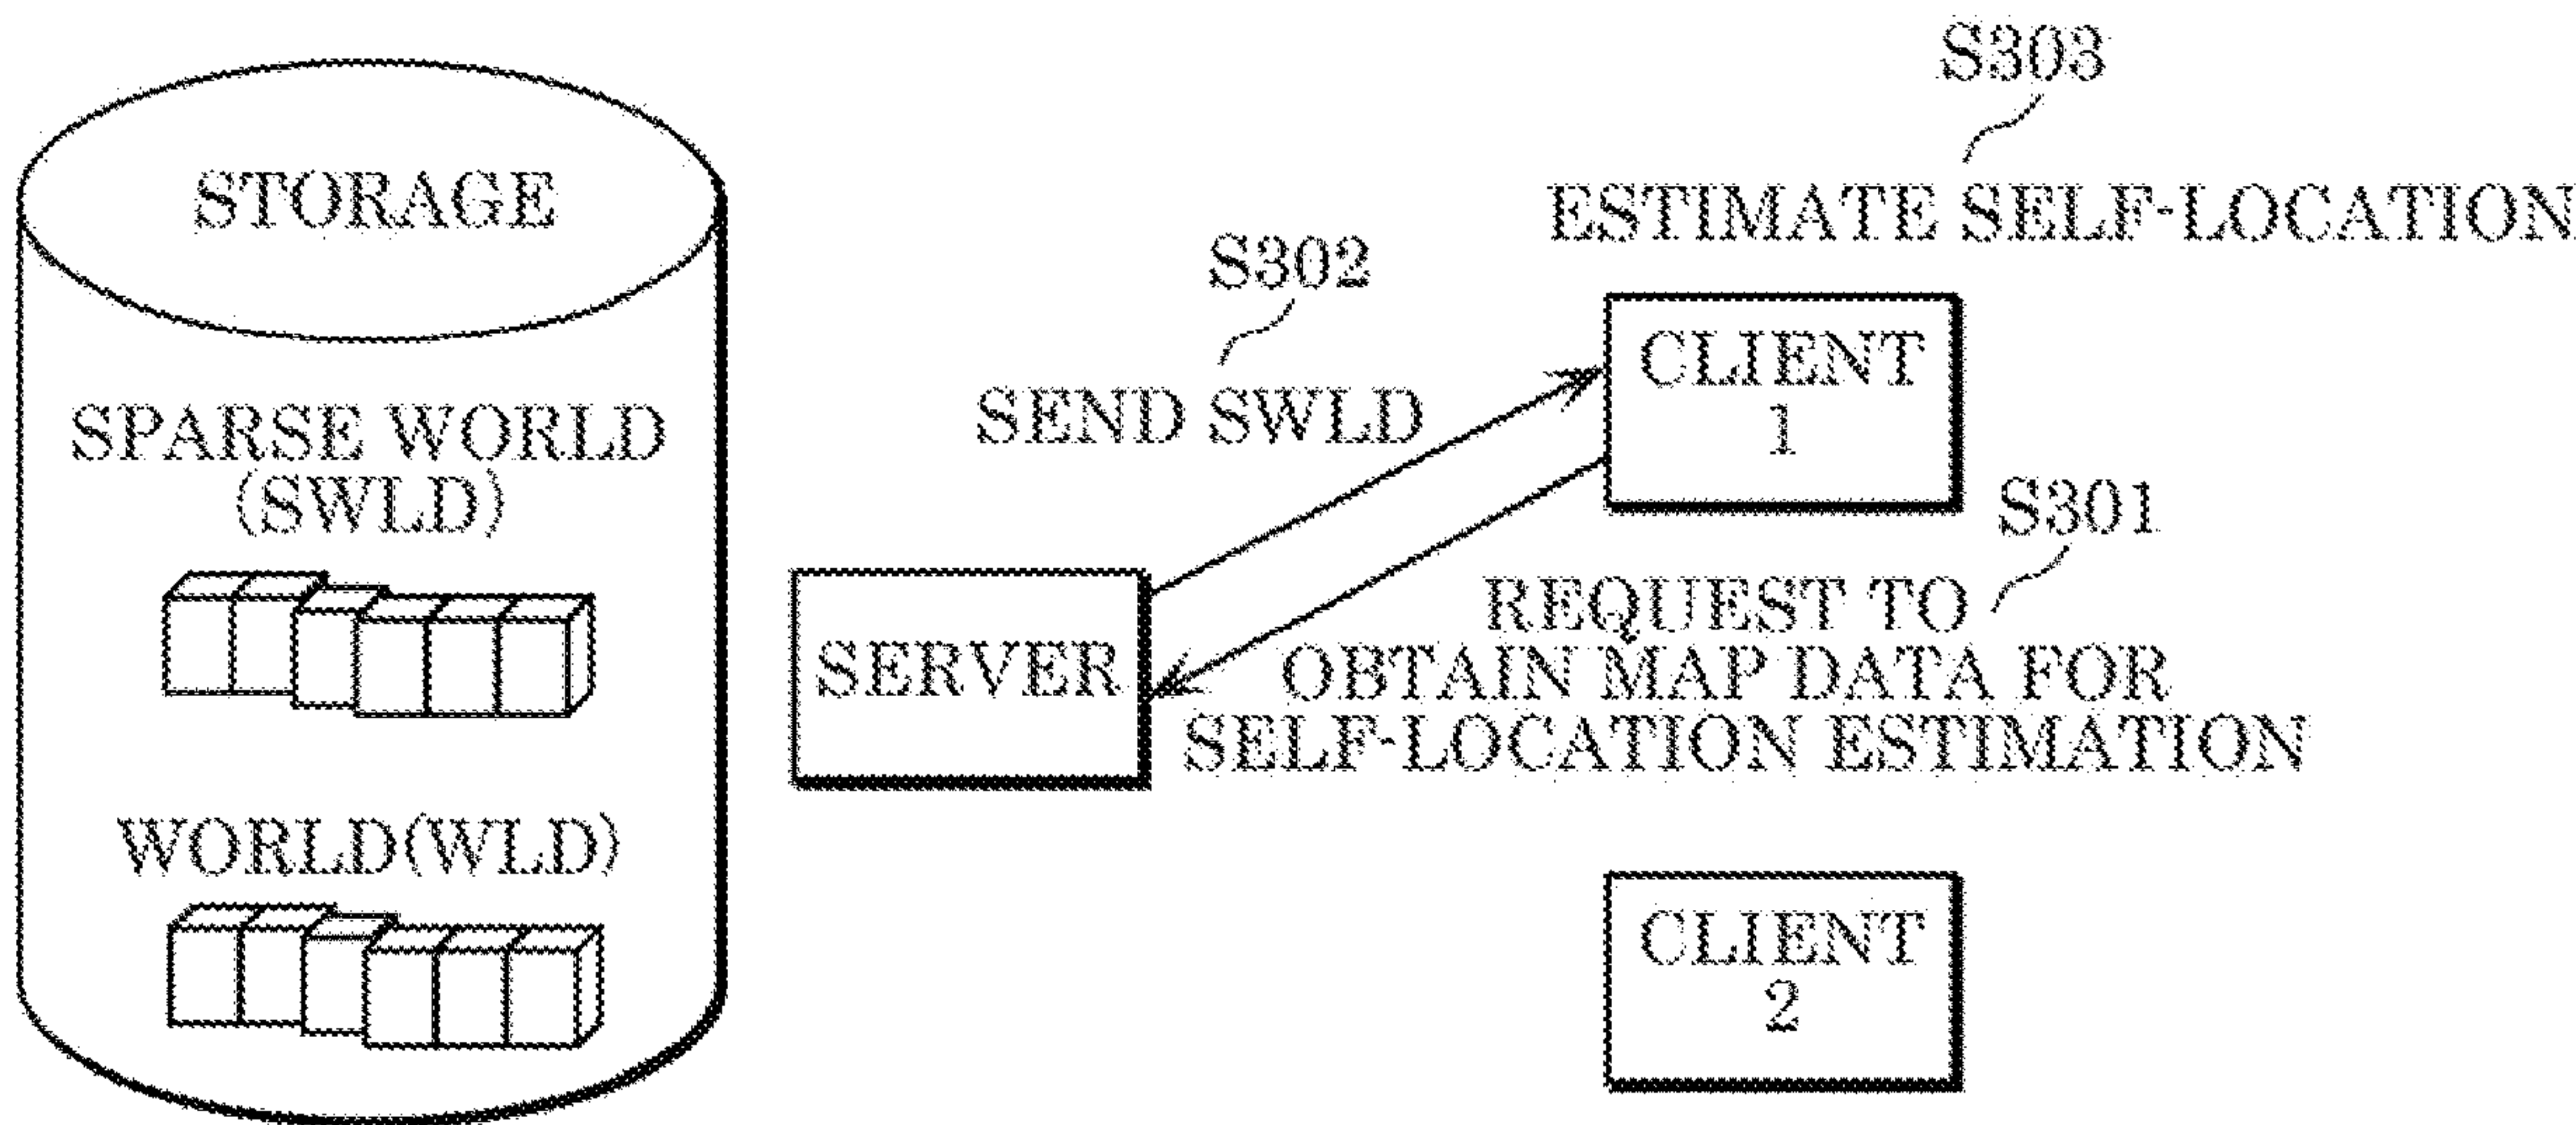 STORAGE
SPARSE WORLD
(SWLD)
WORLD(WLD)
SERVER
S302
SEND SWLD
S303
ESTIMATE SELF-LOCATION
CLIENT
1
S301
REQUEST TO
OBTAIN MAP DATA FOR
SELF-LOCATION ESTIMATION
CLIENT
2